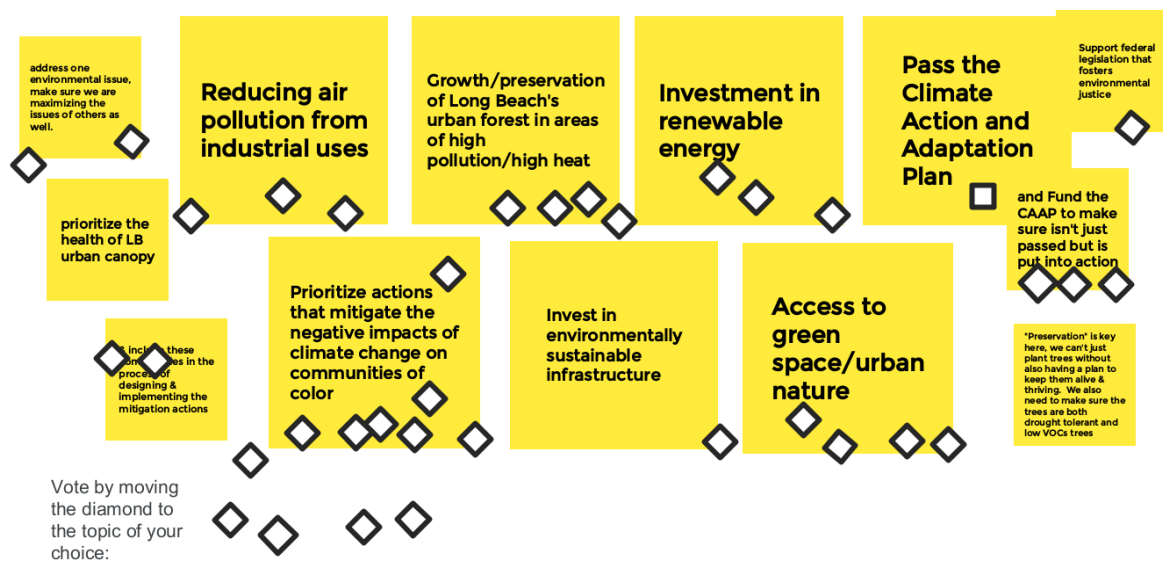 address one
environmental issue,
make sure we are
maximizing the
issues of others as
well.
Reducing air
pollution from
industrial uses
Growth/preservation
of Long Beach's
urban forest in areas
of high
pollution/high heat
Investment in
renewable
energy
Pass the
Climate
Action and
Adaptation
Plan
Support federal
legislation that
fosters
environmental
justice
prioritize the
health of LB
urban canopy
and Fund the
CAAP to make
sure isn't just
passed but is
put into action
Prioritize actions
that mitigate the
negative impacts of
climate change on
communities of
color
Invest in
environmentally
sustainable
infrastructure
Access to
green
space/urban
nature
these
in the
process of
designing &
implementing the
mitigation actions
"Preservation" is key
here, we can't just
plant trees without
also having a plan to
keep them alive &
thriving. We also
need to make sure the
trees are both
drought tolerant and
low VOCs trees
Vote by moving
the diamond to
the topic of your
choice: